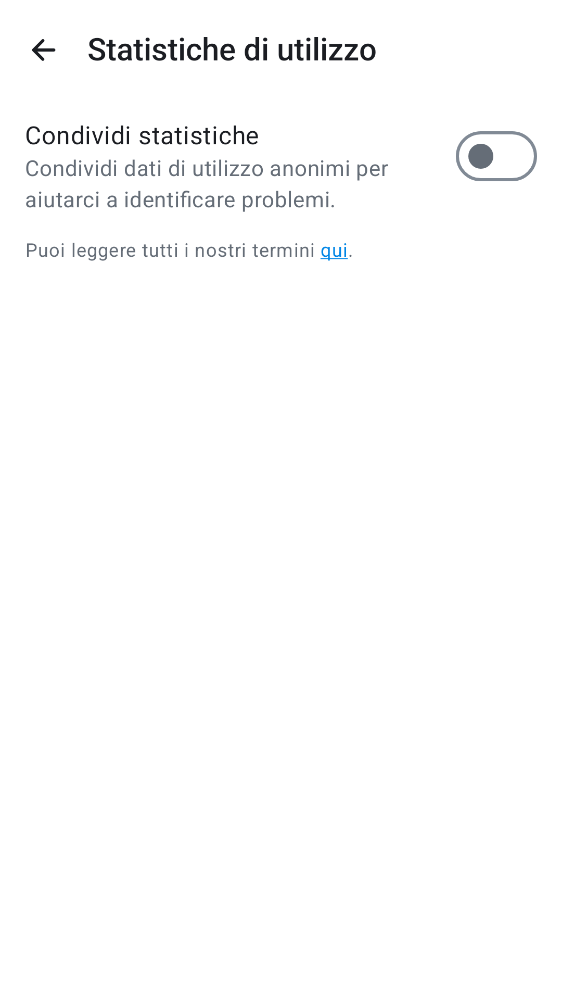 Statistiche di utilizzo
Condividi statistiche
Condividi dati di utilizzo anonimi per
aiutarci a identificare problemi.
Puoi leggere tutti i nostri termini qui.